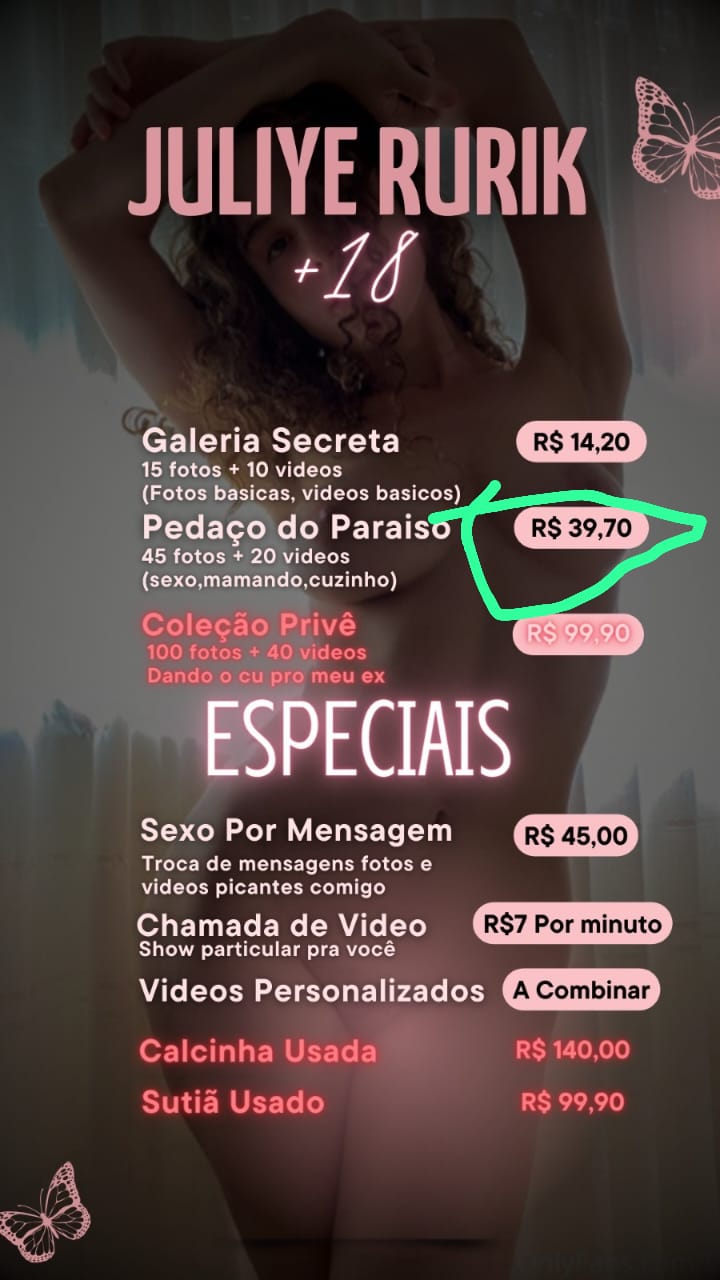 JULIYE RURIK
+18
Galeria Secreta R$ 14,20
15 fotos + 10 videos
(Fotos basicas, videos basicos)
Pedaço do Paraiso R$ 39,70
45 fotos + 20 videos
(sexo,mamando,cuzinho)
Coleção Privê R$ 99,90
100 fotos + 40 videos
Dando o cu pro meu ex
ESPECIAIS
Sexo Por Mensagem R$ 45,00
Troca de mensagens fotos e
videos picantes comigo
Chamada de Video R$7 Por minuto
Show particular pra você
Videos Personalizados A Combinar
Calcinha Usada R$ 140,00
Sutiã Usado R$ 99,90